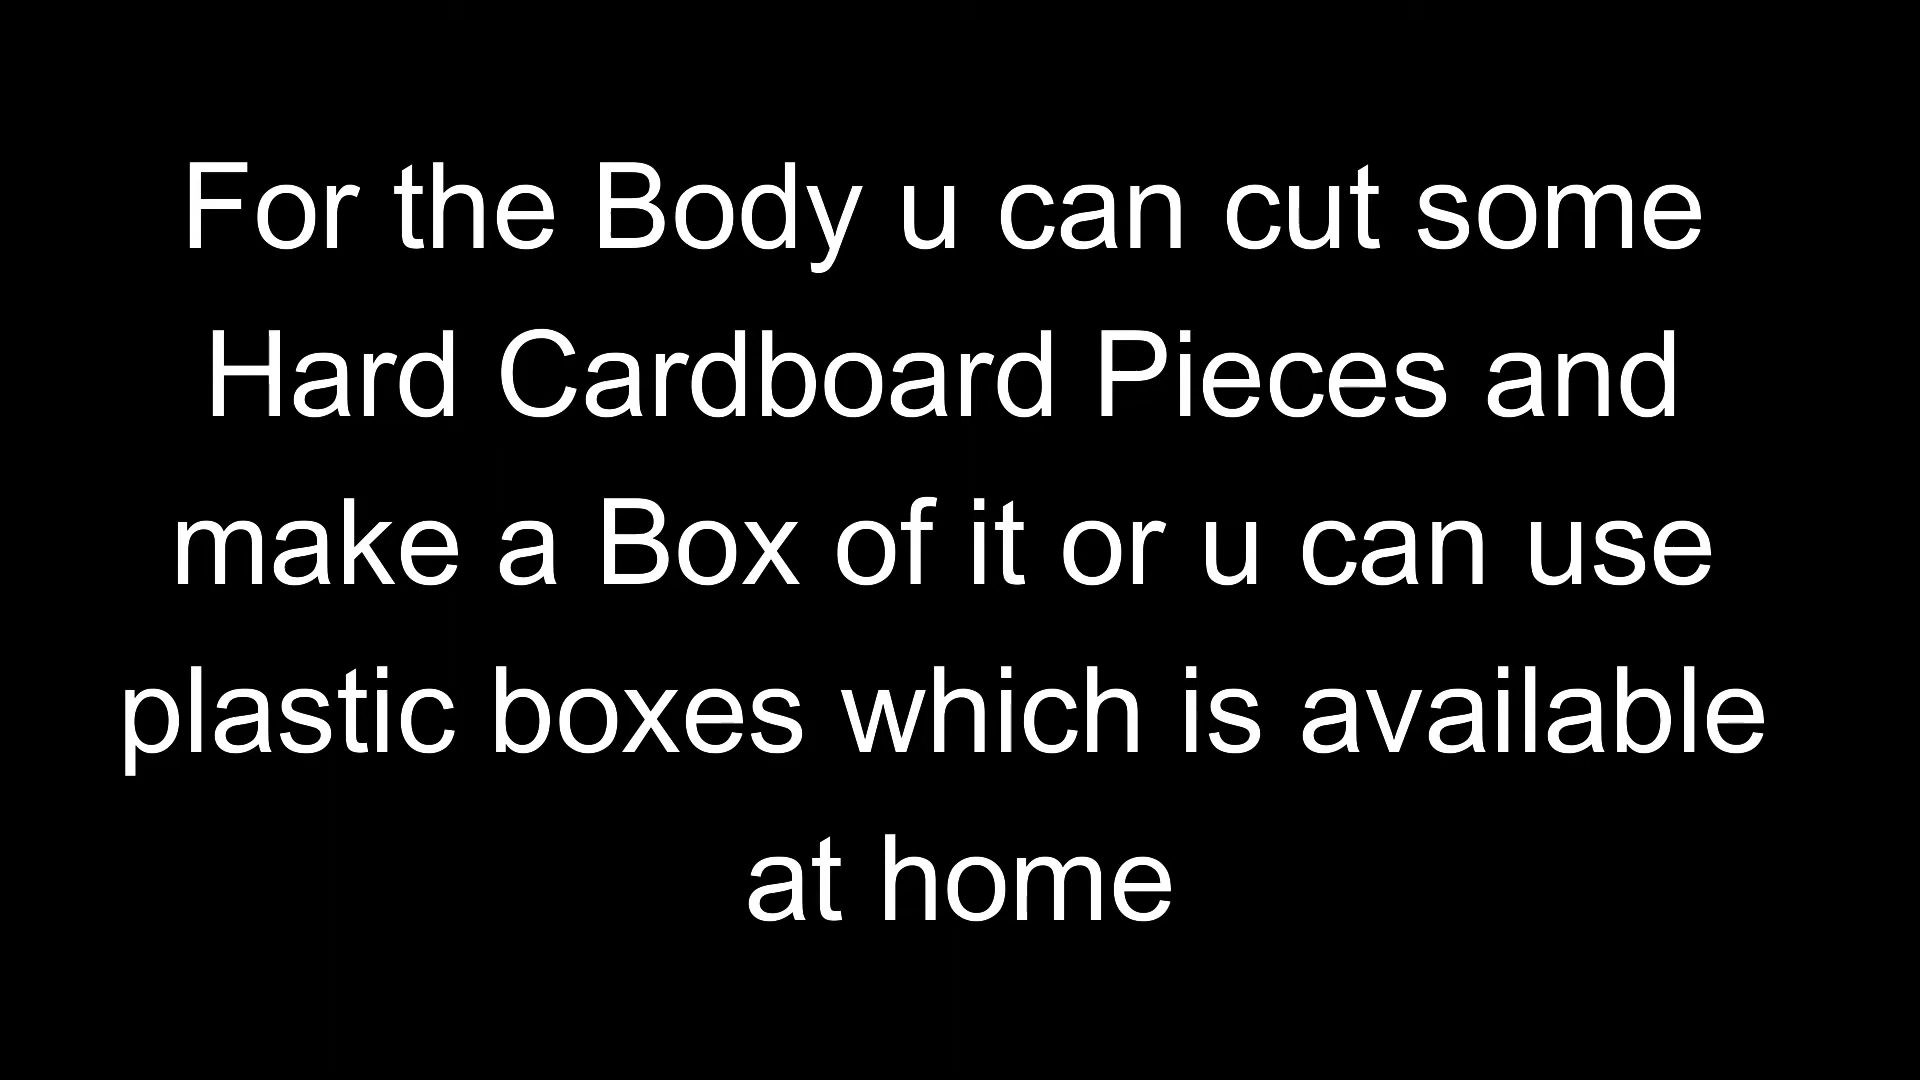 For the Body u can cut some
Hard Cardboard Pieces and
make a Box of it or u can use
plastic boxes which is available
at home